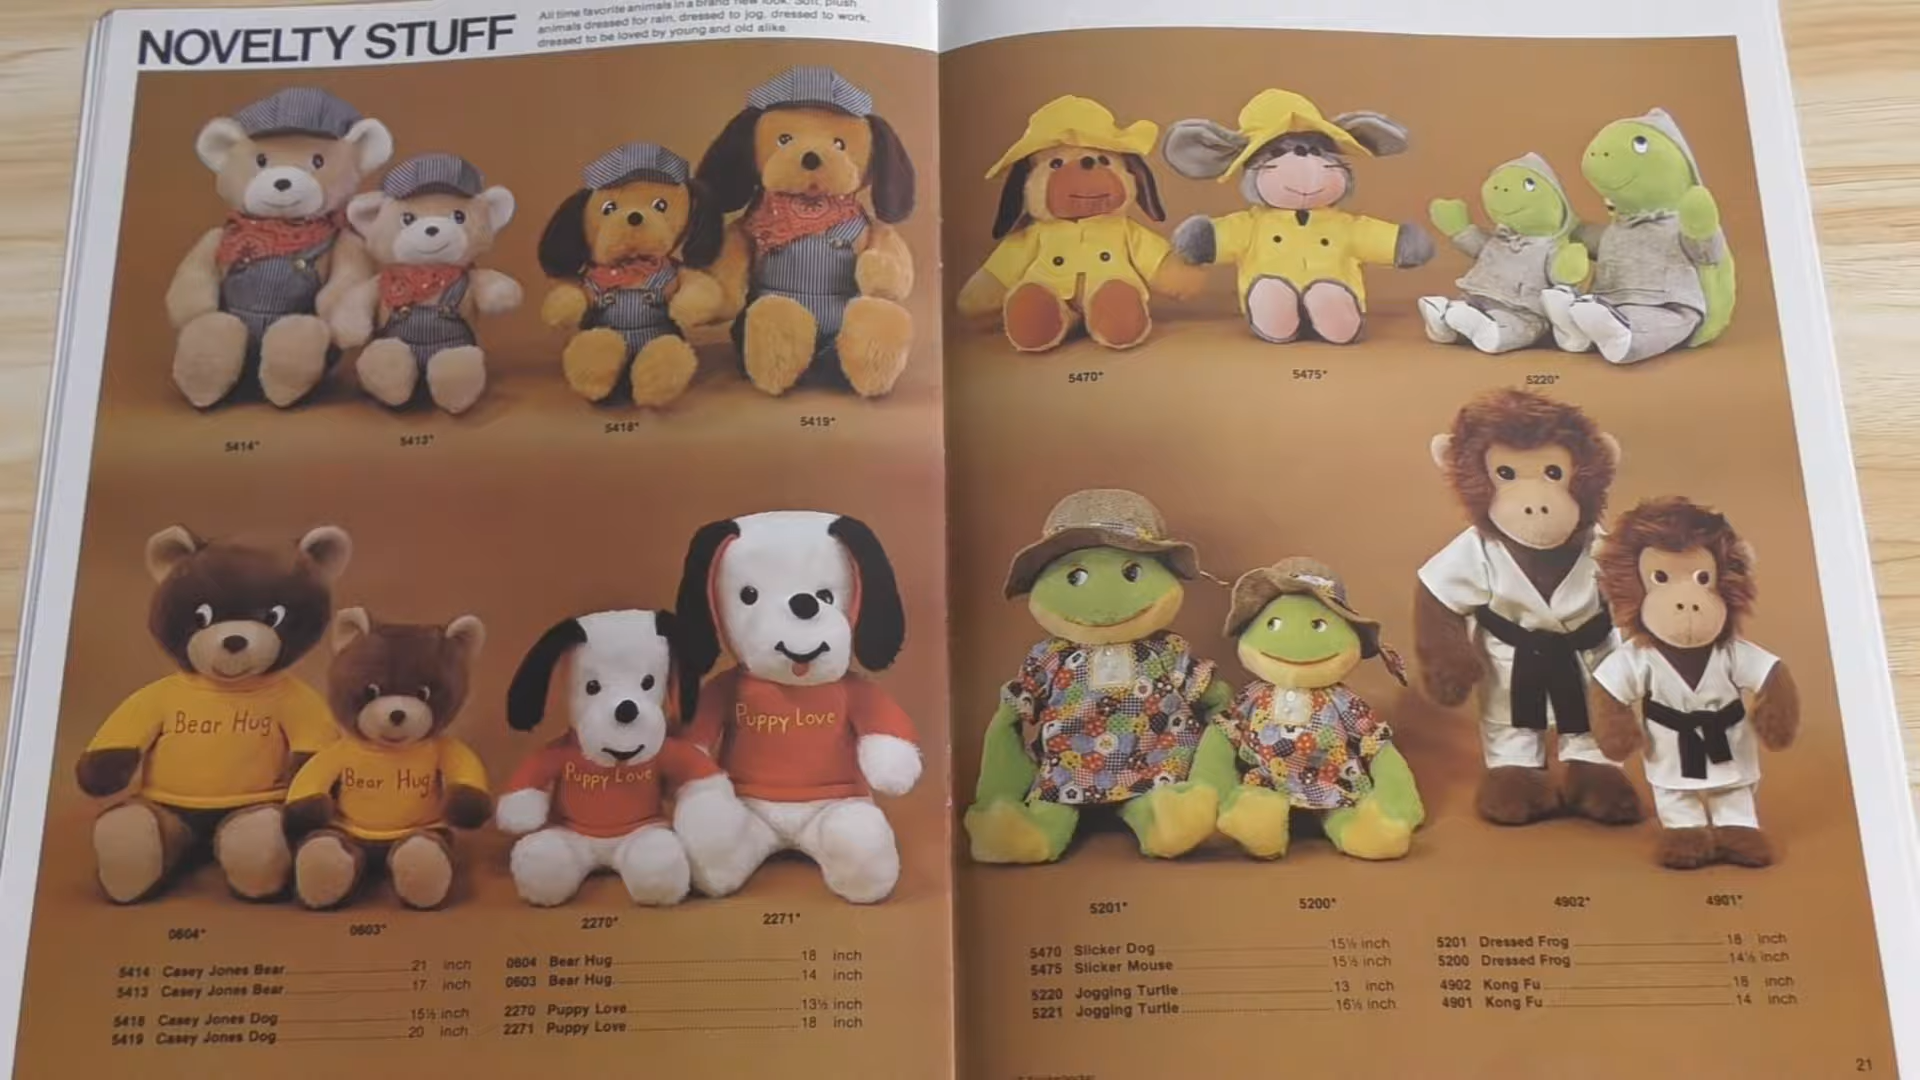 NOVELTY STUFF
All time favorite animals in a brand new look. Soft, plush
animals dressed for rain, dressed to jog, dressed to work,
dressed to be loved by young and old alike.
5414*
5413*
5418*
5419*
Bear Hug
Bear Hug
Puppy Love
Puppy Love
0604*
0603*
2270*
2271*
5414 Casey Jones Bear 21 inch
5413 Casey Jones Bear 17 inch
5418 Casey Jones Dog 15½ inch
5419 Casey Jones Dog 20 inch
0604 Bear Hug 18 inch
0603 Bear Hug 14 inch
2270 Puppy Love 13½ inch
2271 Puppy Love 18 inch
5470*
5475*
5220*
5201*
5200*
4902*
4901*
5470 Slicker Dog 15½ inch
5475 Slicker Mouse 15½ inch
5220 Jogging Turtle 13 inch
5221 Jogging Turtle 16½ inch
5201 Dressed Frog 18 inch
5200 Dressed Frog 14½ inch
4902 Kong Fu 18 inch
4901 Kong Fu 14 inch
21